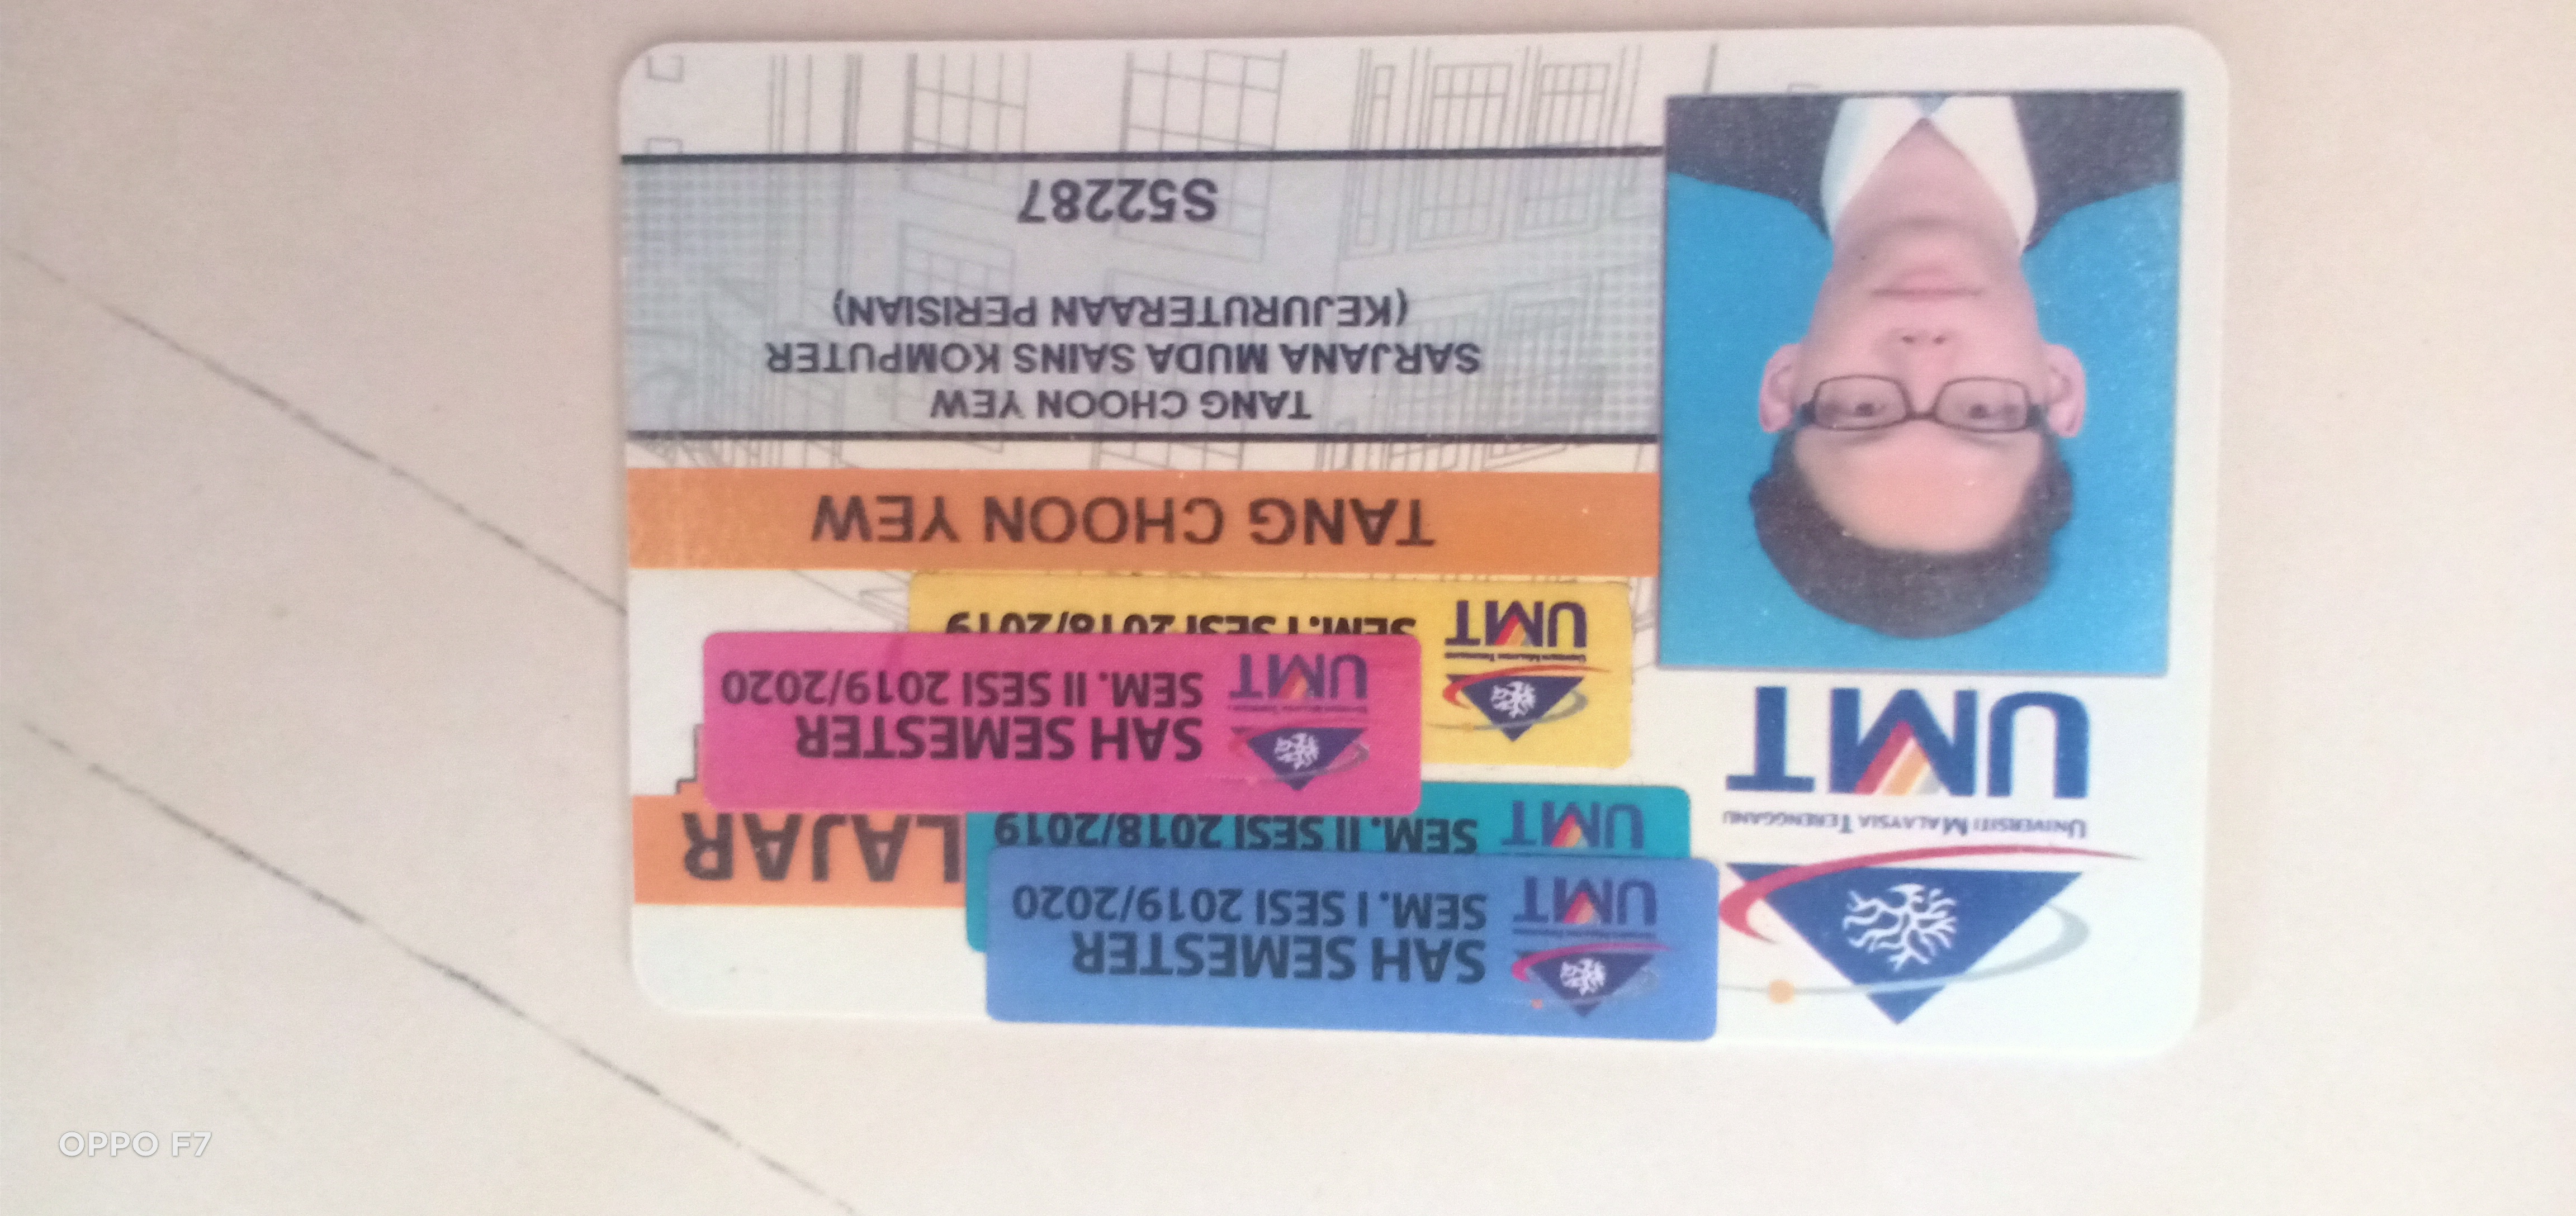 UNIVERSITI MALAYSIA TERENGGANU
UMT
UMT SAH SEMESTER
SEM. I SESI 2019/2020
UMT SEM. II SESI 2018/2019
LAJAR
UMT SAH SEMESTER
SEM. II SESI 2019/2020
UMT SEM. I SESI 2018/2019
TANG CHOON YEW
TANG CHOON YEW
SARJANA MUDA SAINS KOMPUTER
(KEJURUTERAAN PERISIAN)
S52287
OPPO F7